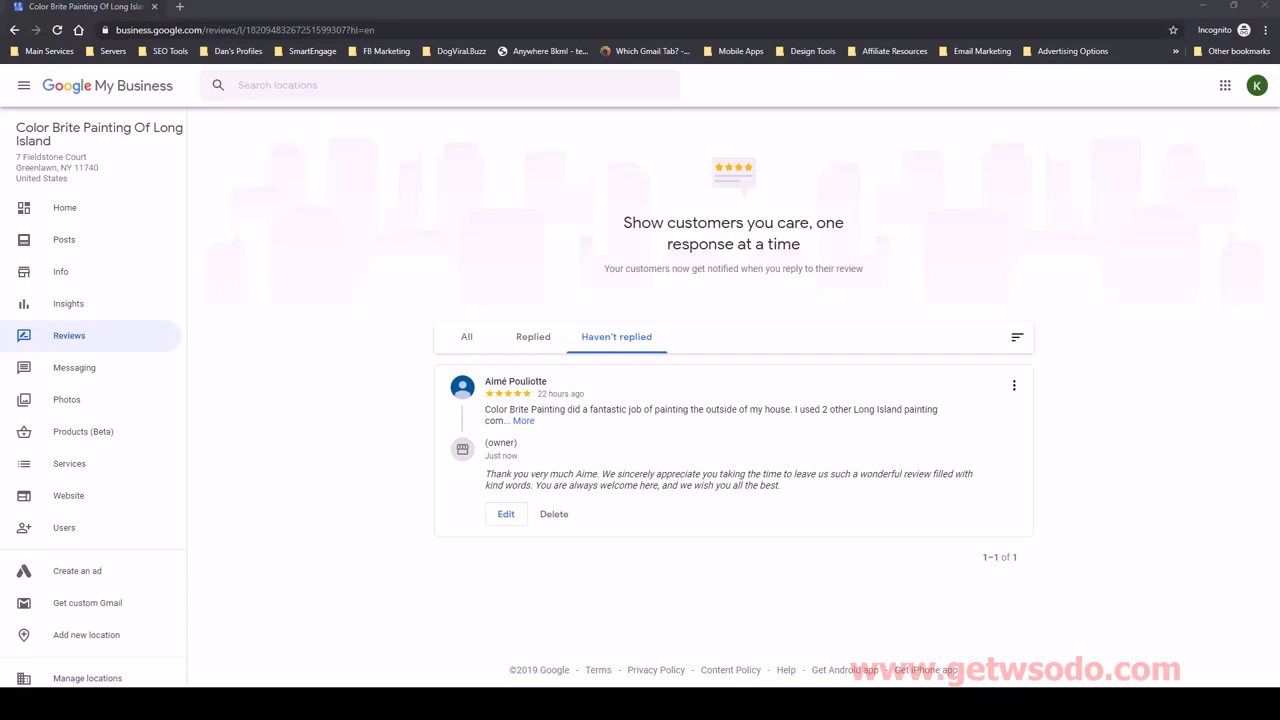 Color Brite Painting Of Long Islan
business.google.com/reviews/l/18209483267251599307?hl=en
Incognito
Main Services
Servers
SEO Tools
Dan's Profiles
SmartEngage
FB Marketing
DogViral.Buzz
Anywhere Bkml - te...
Which Gmail Tab? -...
Mobile Apps
Design Tools
Affiliate Resources
Email Marketing
Advertising Options
»
Other bookmarks
Google My Business
Search locations
K
Color Brite Painting Of Long
Island
7 Fieldstone Court
Greenlawn, NY 11740
United States
Home
Posts
Info
Insights
Reviews
Messaging
Photos
Products (Beta)
Services
Website
Users
Create an ad
Get custom Gmail
Add new location
Manage locations
Show customers you care, one
response at a time
Your customers now get notified when you reply to their review
All
Replied
Haven't replied
Aimé Pouliotte
22 hours ago
Color Brite Painting did a fantastic job of painting the outside of my house. I used 2 other Long Island painting
com... More
(owner)
Just now
Thank you very much Aime. We sincerely appreciate you taking the time to leave us such a wonderful review filled with
kind words. You are always welcome here, and we wish you all the best.
Edit
Delete
1–1 of 1
©2019 Google - Terms - Privacy Policy - Content Policy - Help - Get Android app - Get iPhone app
www.getwsodo.com